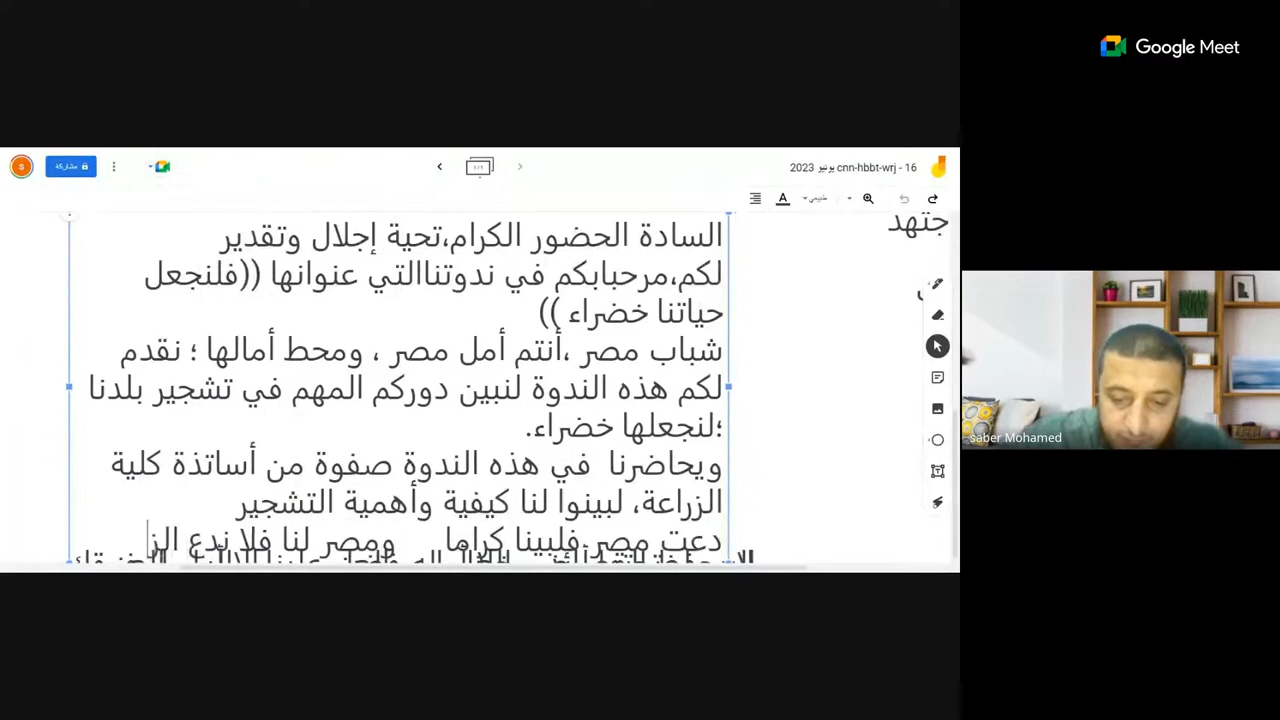 Google Meet
cnn-hbbt-wrj - 16 يونيو 2023
مشاركة
S
طبيعي
جتهد
السادة الحضور الكرام،تحية إجلال وتقدير
لكم،مرحبابكم في ندوتناالتي عنوانها ((فلنجعل
حياتنا خضراء ))
شباب مصر ،أنتم أمل مصر ، ومحط أمالها ؛ نقدم
لكم هذه الندوة لنبين دوركم المهم في تشجير بلدنا
؛لنجعلها خضراء.
ويحاضرنا في هذه الندوة صفوة من أساتذة كلية
الزراعة، لبينوا لنا كيفية وأهمية التشجير
دعت مصر فلبينا كراما ومصر لنا فلا ندع الز
saber Mohamed